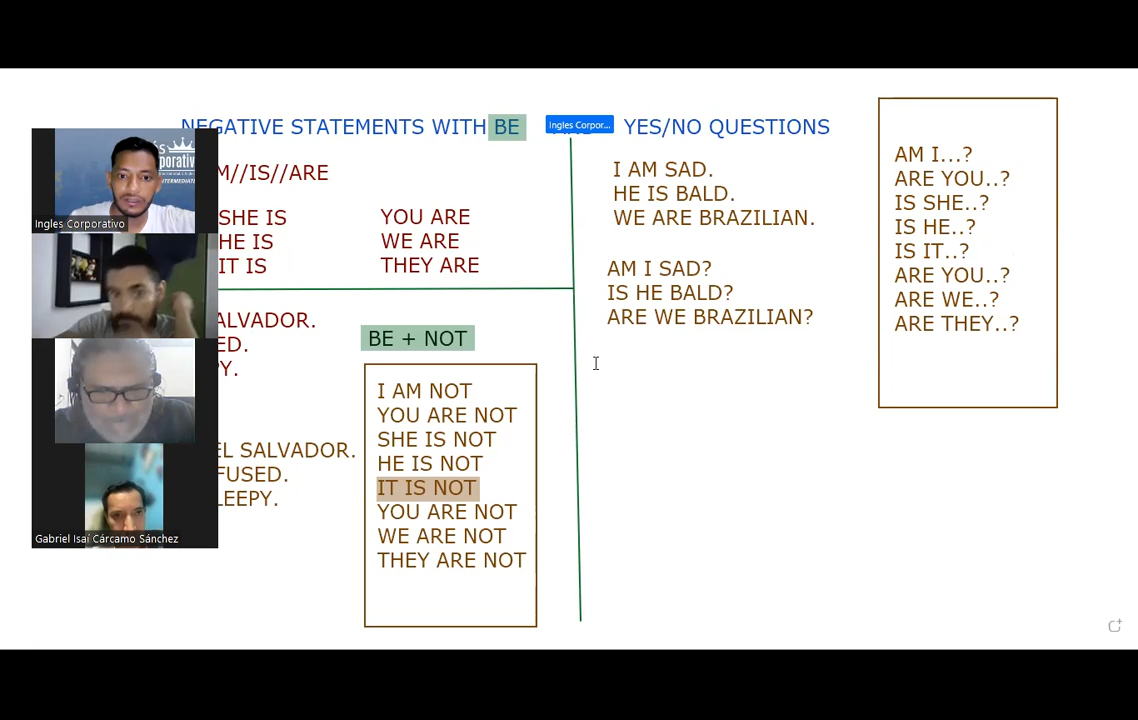 NEGATIVE STATEMENTS WITH BE
Ingles Corpor...
YES/NO QUESTIONS
M//IS//ARE
SHE IS
HE IS
IT IS
YOU ARE
WE ARE
THEY ARE
ALVADOR.
ED.
Y.
EL SALVADOR.
FUSED.
LEEPY.
BE + NOT
I AM NOT
YOU ARE NOT
SHE IS NOT
HE IS NOT
IT IS NOT
YOU ARE NOT
WE ARE NOT
THEY ARE NOT
I AM SAD.
HE IS BALD.
WE ARE BRAZILIAN.
AM I SAD?
IS HE BALD?
ARE WE BRAZILIAN?
AM I...?
ARE YOU..?
IS SHE..?
IS HE..?
IS IT..?
ARE YOU..?
ARE WE..?
ARE THEY..?
Ingles Corporativo
Gabriel Isaí Cárcamo Sánchez